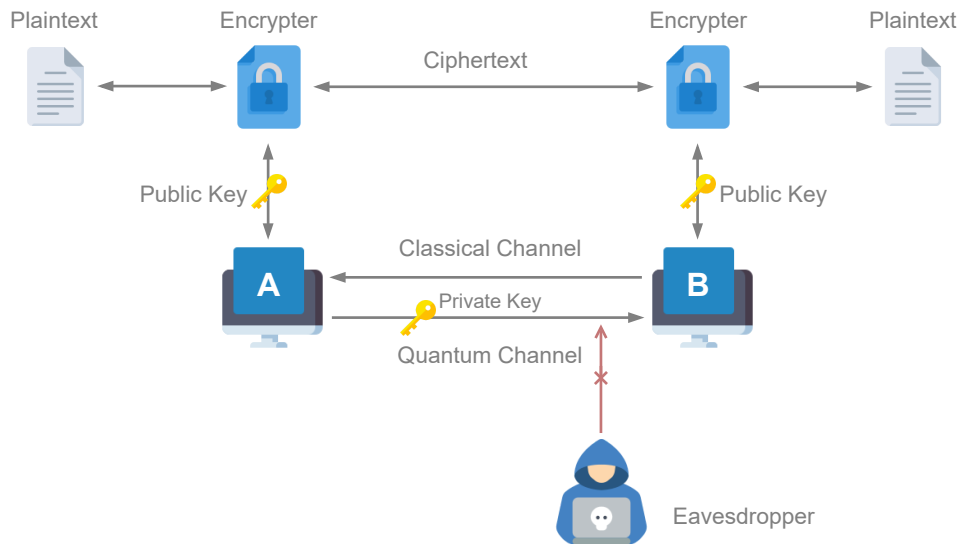 Plaintext
Encrypter
Encrypter
Plaintext
Ciphertext
Public Key
Public Key
Classical Channel
A
B
Private Key
Quantum Channel
Eavesdropper